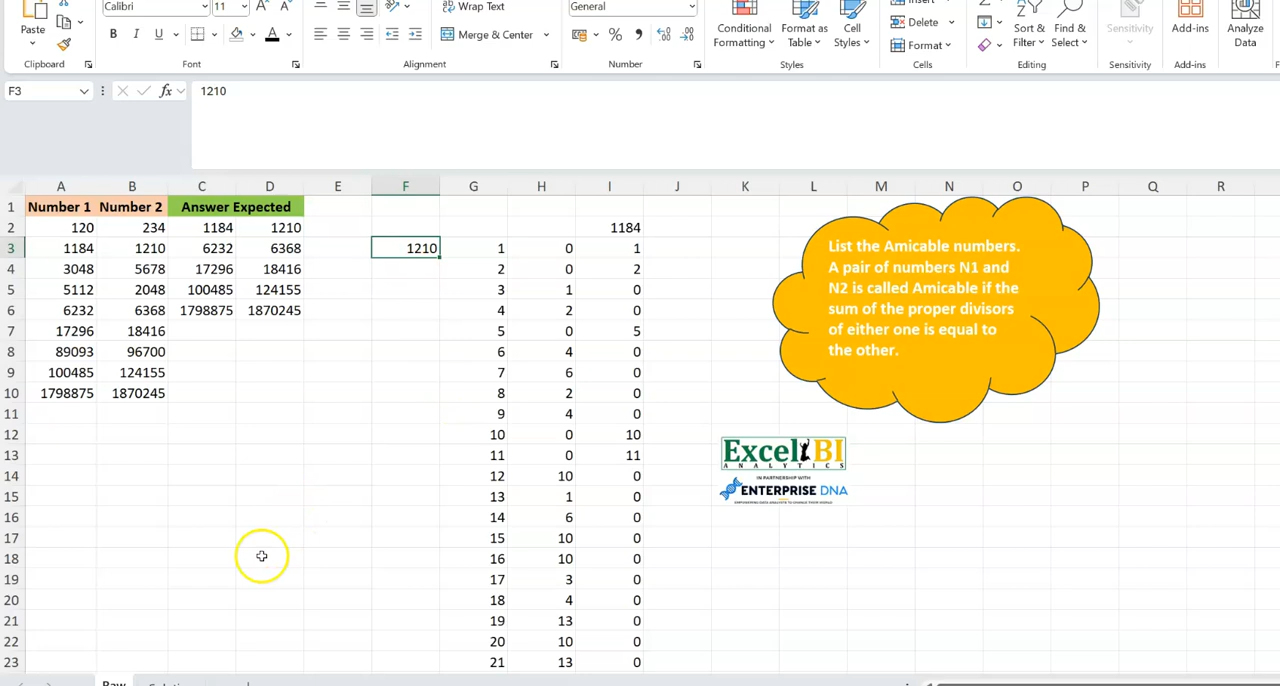 Calibri 11 A A Wrap Text General Insert
Paste B I U Merge & Center % 9 Conditional Formatting Format as Table Cell Styles Delete Format Sort & Filter Find & Select Sensitivity Add-ins Analyze Data
Clipboard Font Alignment Number Styles Cells Editing Sensitivity Add-ins
F3 fx 1210
A B C D E F G H I J K L M N O P Q R
1 Number 1 Number 2 Answer Expected
2 120 234 1184 1210 1184
3 1184 1210 6232 6368 1210 1 0 1
4 3048 5678 17296 18416 2 0 2
5 5112 2048 100485 124155 3 1 0
6 6232 6368 1798875 1870245 4 2 0
7 17296 18416 5 0 5
8 89093 96700 6 4 0
9 100485 124155 7 6 0
10 1798875 1870245 8 2 0
11 9 4 0
12 10 0 10
13 11 0 11
14 12 10 0
15 13 1 0
16 14 6 0
17 15 10 0
18 16 10 0
19 17 3 0
20 18 4 0
21 19 13 0
22 20 10 0
23 21 13 0
List the Amicable numbers.
A pair of numbers N1 and
N2 is called Amicable if the
sum of the proper divisors
of either one is equal to
the other.
Excel BI
ANALYTICS
IN PARTNERSHIP WITH
ENTERPRISE DNA
Raw